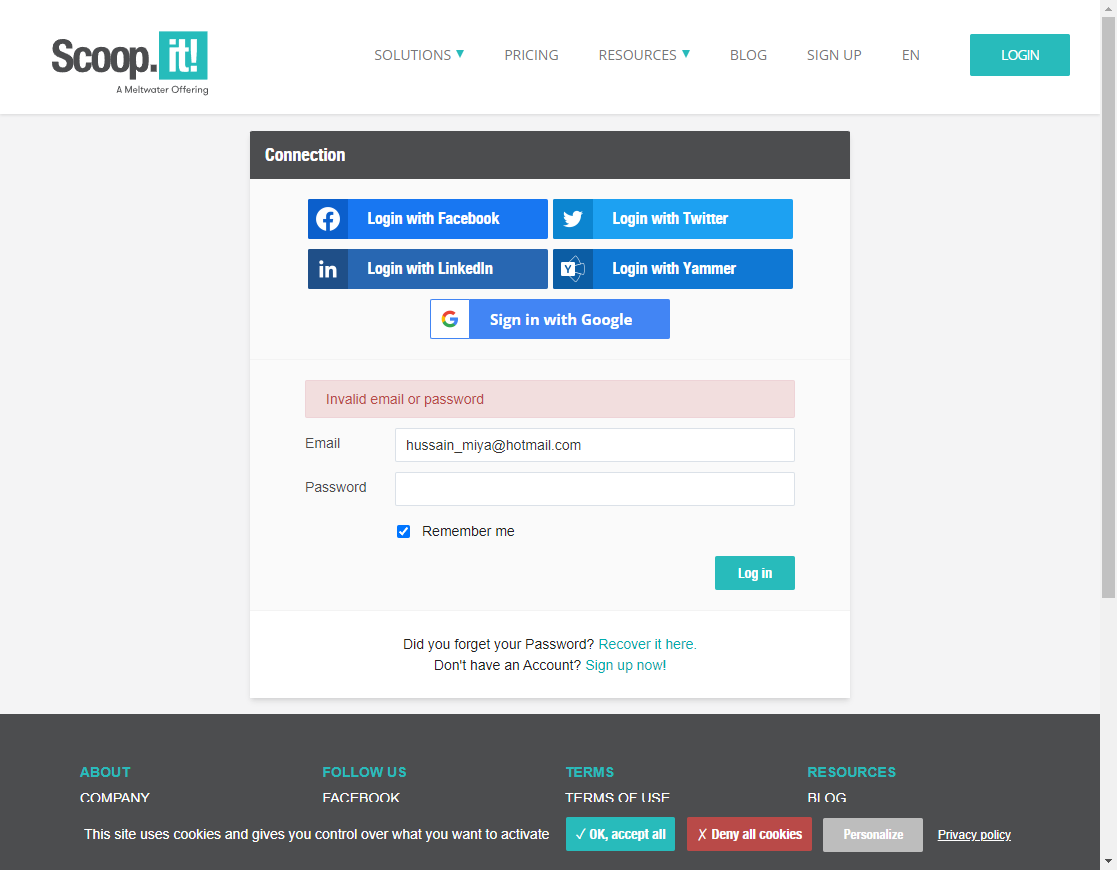 Scoop.it!
A Meltwater Offering
SOLUTIONS ▼ PRICING RESOURCES ▼ BLOG SIGN UP EN LOGIN
Connection
Login with Facebook
Login with Twitter
in Login with LinkedIn
Y Login with Yammer
G Sign in with Google
Invalid email or password
Email hussain_miya@hotmail.com
Password
Remember me
Log in
Did you forget your Password? Recover it here.
Don't have an Account? Sign up now!
ABOUT FOLLOW US TERMS RESOURCES
COMPANY FACEBOOK TERMS OF USE BLOG
This site uses cookies and gives you control over what you want to activate ✓ OK, accept all ✗ Deny all cookies Personalize Privacy policy